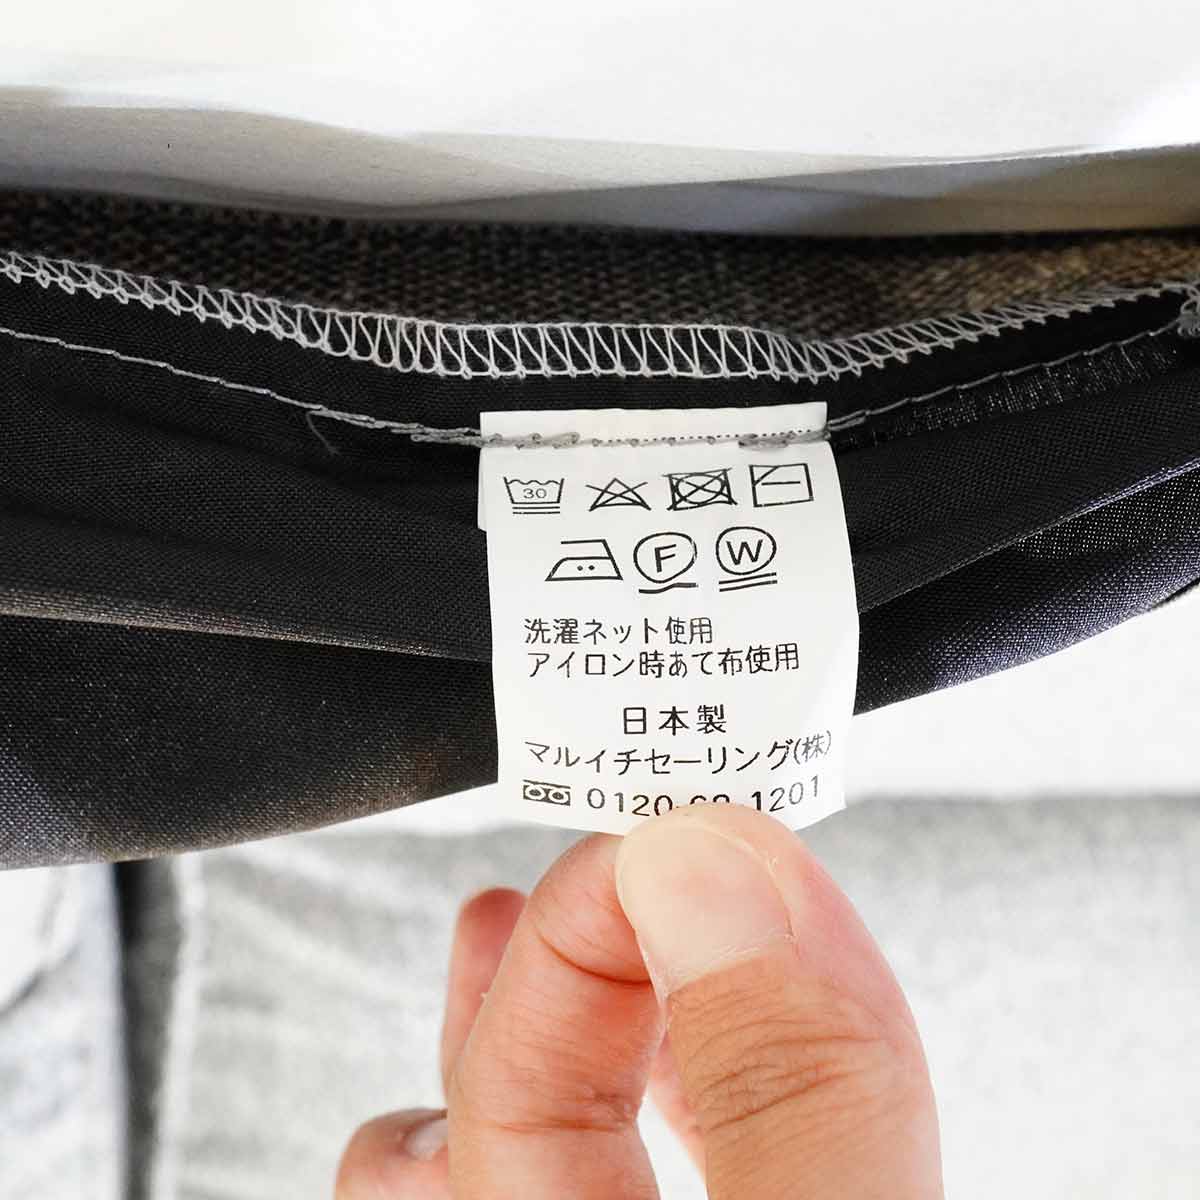 30
F W
洗濯ネット使用
アイロン時あて布使用
日本製
マルイチセーリング(株)
0120 1201